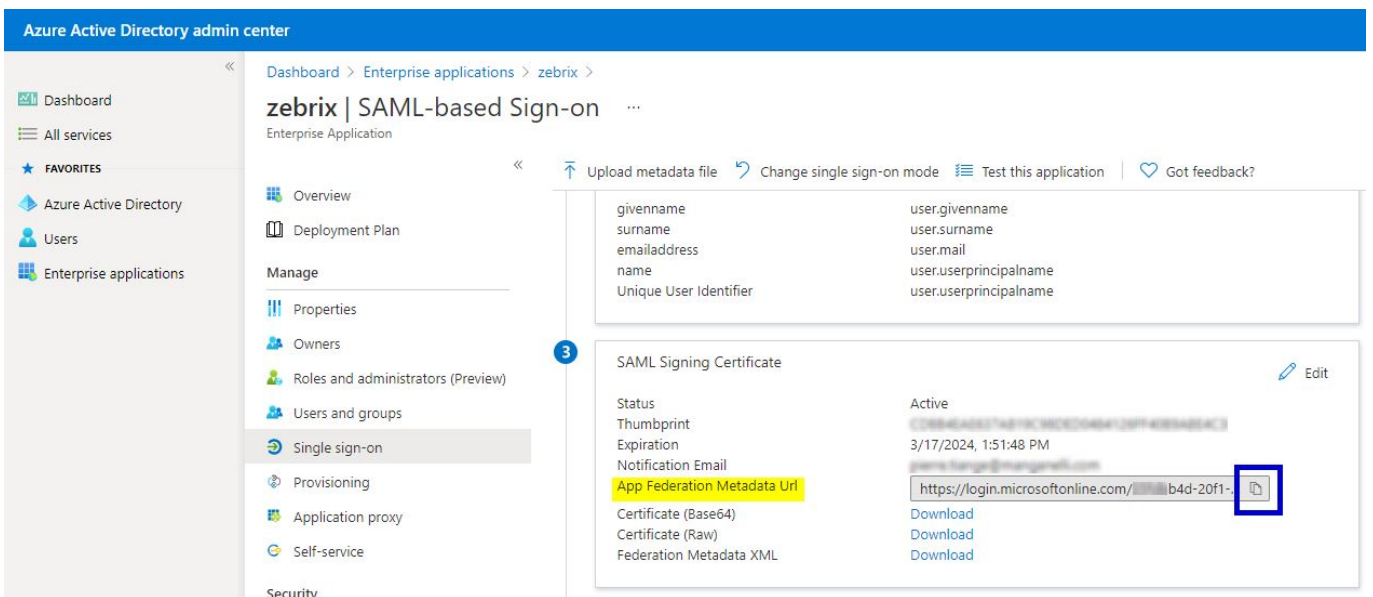 Azure Active Directory admin center
Dashboard
All services
FAVORITES
Azure Active Directory
Users
Enterprise applications
Dashboard > Enterprise applications > zebrix >
zebrix | SAML-based Sign-on ...
Enterprise Application
Overview
Deployment Plan
Manage
Properties
Owners
Roles and administrators (Preview)
Users and groups
Single sign-on
Provisioning
Application proxy
Self-service
Security
Upload metadata file Change single sign-on mode Test this application Got feedback?
givenname user.givenname
surname user.surname
emailaddress user.mail
name user.userprincipalname
Unique User Identifier user.userprincipalname
3
SAML Signing Certificate
Edit
Status Active
Thumbprint
Expiration 3/17/2024, 1:51:48 PM
Notification Email
App Federation Metadata Url https://login.microsoftonline.com/ b4d-20f1-..
Certificate (Base64) Download
Certificate (Raw) Download
Federation Metadata XML Download